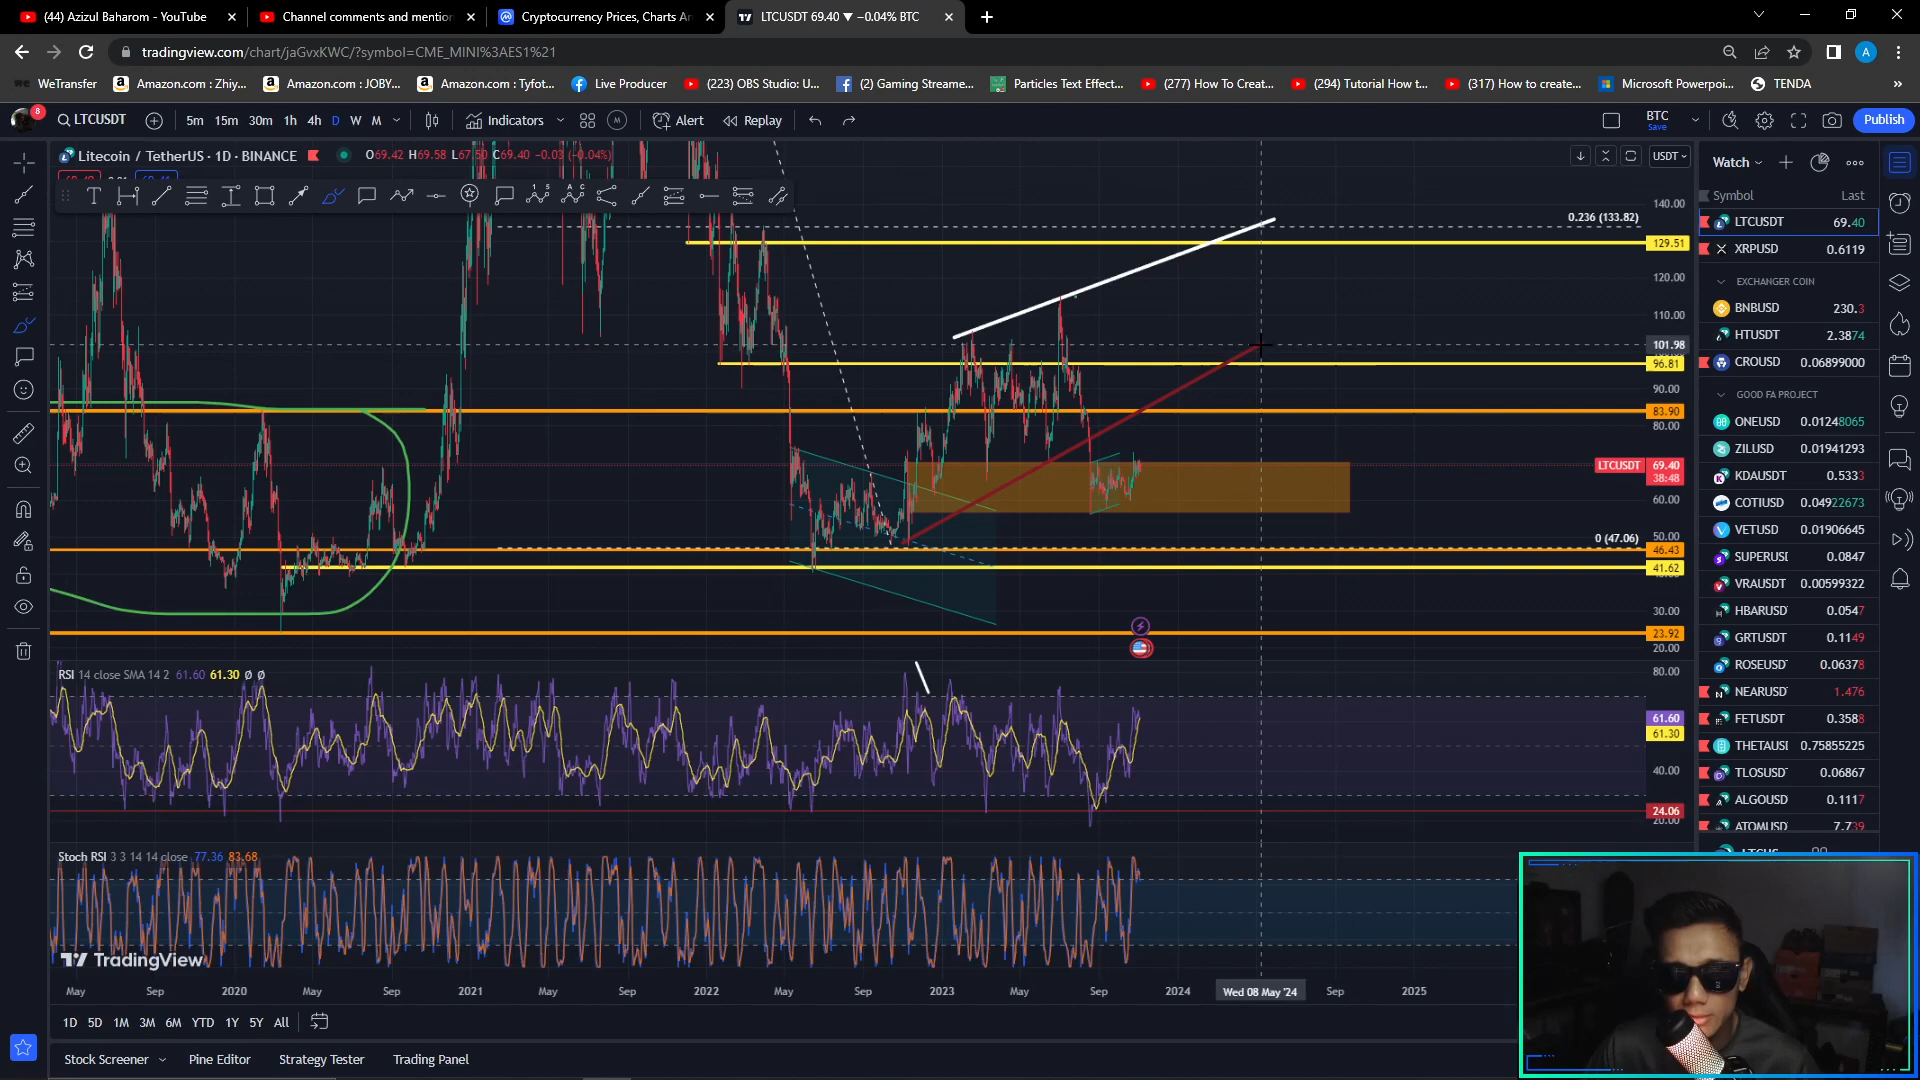 (44) Azizul Baharom - YouTube
Channel comments and mention
Cryptocurrency Prices, Charts An
LTCUSDT 69.40 ▼ −0.04% BTC
tradingview.com/chart/jaGvxKWC/?symbol=CME_MINI%3AES1%21
A
WeTransfer
Amazon.com : Zhiy...
Amazon.com: JOBY...
Amazon.com : Tyfot...
Live Producer
(223) OBS Studio: U...
(2) Gaming Streame...
Particles Text Effect...
(277) How To Creat...
(294) Tutorial How t...
(317) How to create...
Microsoft Powerpoi...
TENDA
8
LTCUSDT
5m 15m 30m 1h 4h D W M
Indicators
Alert
Replay
BTC
Save
Publish
Litecoin / TetherUS · 1D · BINANCE
O69.42 H69.58 L67.50 C69.40 −0.03 (−0.04%)
USDT
Watch
Symbol Last
LTCUSDT 69.40
XRPUSD 0.6119
EXCHANGER COIN
BNBUSD 230.3
HTUSDT 2.3874
CROUSD 0.06899000
GOOD FA PROJECT
ONEUSD 0.01248065
ZILUSD 0.01941293
KDAUSDT 0.5333
COTIUSD 0.04922673
VETUSD 0.01906645
SUPERUSI 0.0847
VRAUSDT 0.00599322
HBARUSD 0.0547
GRTUSDT 0.1149
ROSEUSD 0.06378
NEARUSD 1.476
FETUSDT 0.3588
THETAUSI 0.75855225
TLOSUSD 0.06867
ALGOUSD 0.1117
ATOMUSD 7.739
0.236 (133.82)
0 (47.06)
140.00
129.51
120.00
110.00
101.98
96.81
90.00
83.90
80.00
LTCUSDT 69.40
38:48
60.00
50.00
46.43
41.62
30.00
23.92
20.00
RSI 14 close SMA 14 2 61.60 61.30 Ø Ø
80.00
61.60
61.30
40.00
24.06
20.00
Stoch RSI 3 3 14 14 close 77.36 83.68
TradingView
May Sep 2020 May Sep 2021 May Sep 2022 May Sep 2023 May Sep 2024 Wed 08 May '24 Sep 2025
1D 5D 1M 3M 6M YTD 1Y 5Y All
Stock Screener
Pine Editor
Strategy Tester
Trading Panel